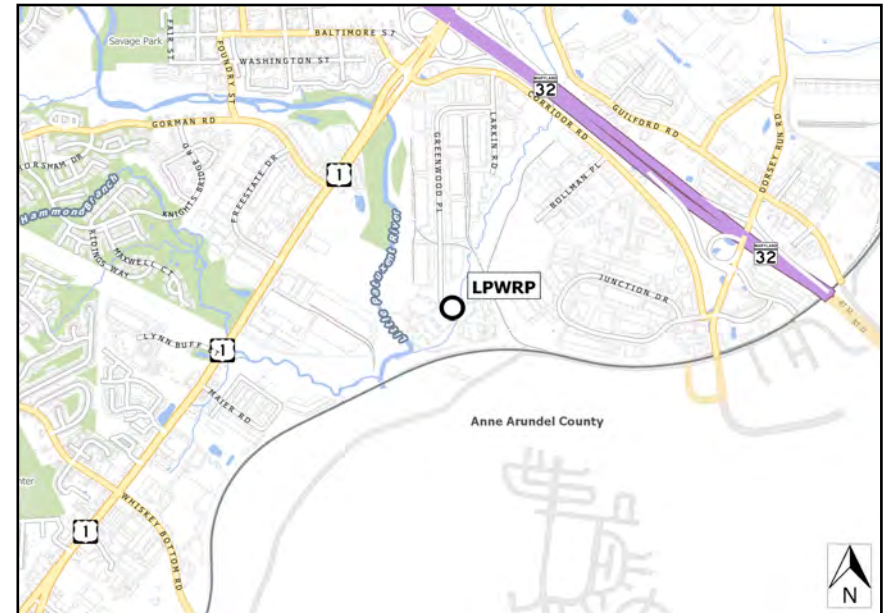 Savage Park
FAIR ST
BALTIMORE ST
WASHINGTON ST
FOUNDRY ST
MARYLAND
32
GUILFORD RD
CORRIDOR RD
DORSEY RUN RD
GORMAN RD
LARKIN RD
GREENWOOD PL
BOLLMAN PL
FREESTATE DR
1
KNIGHTS BRIDGE RD
Hammond Branch
RIDINGS WAY
MAXWELL CT
Little Patuxent River
MARYLAND
32
JUNCTION DR
LPWRP
LYNN BUFF
1
MAIER RD
Anne Arundel County
WHISKEY BOTTOM RD
1
N